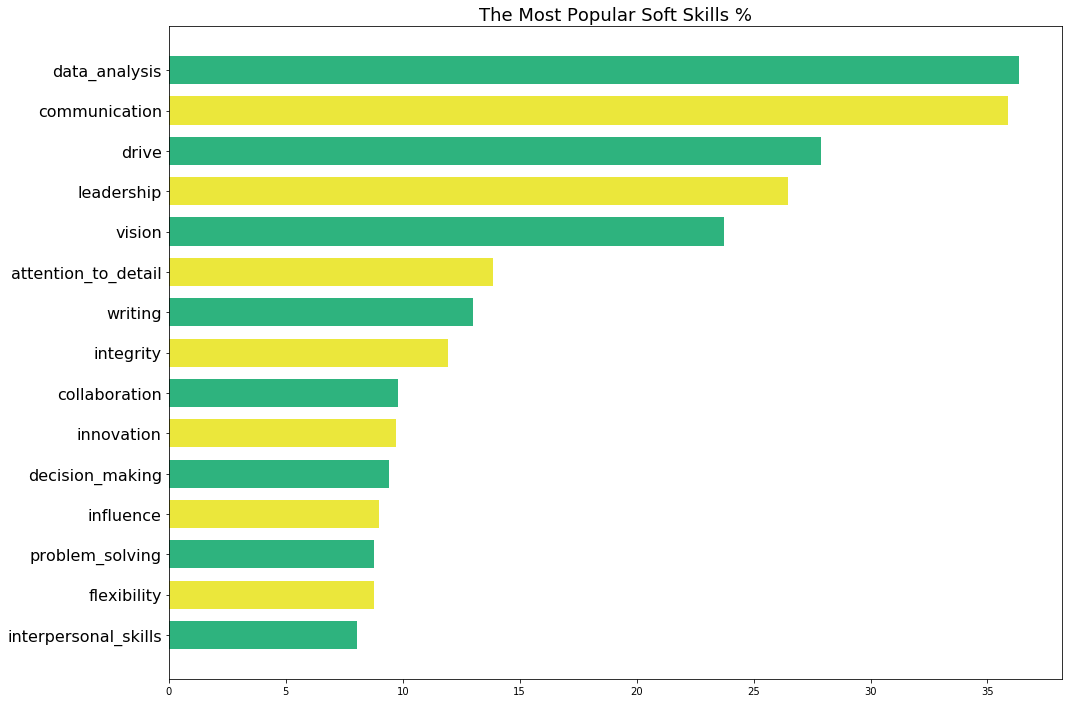 The Most Popular Soft Skills %
data_analysis
communication
drive
leadership
vision
attention_to_detail
writing
integrity
collaboration
innovation
decision_making
influence
problem_solving
flexibility
interpersonal_skills
0 5 10 15 20 25 30 35